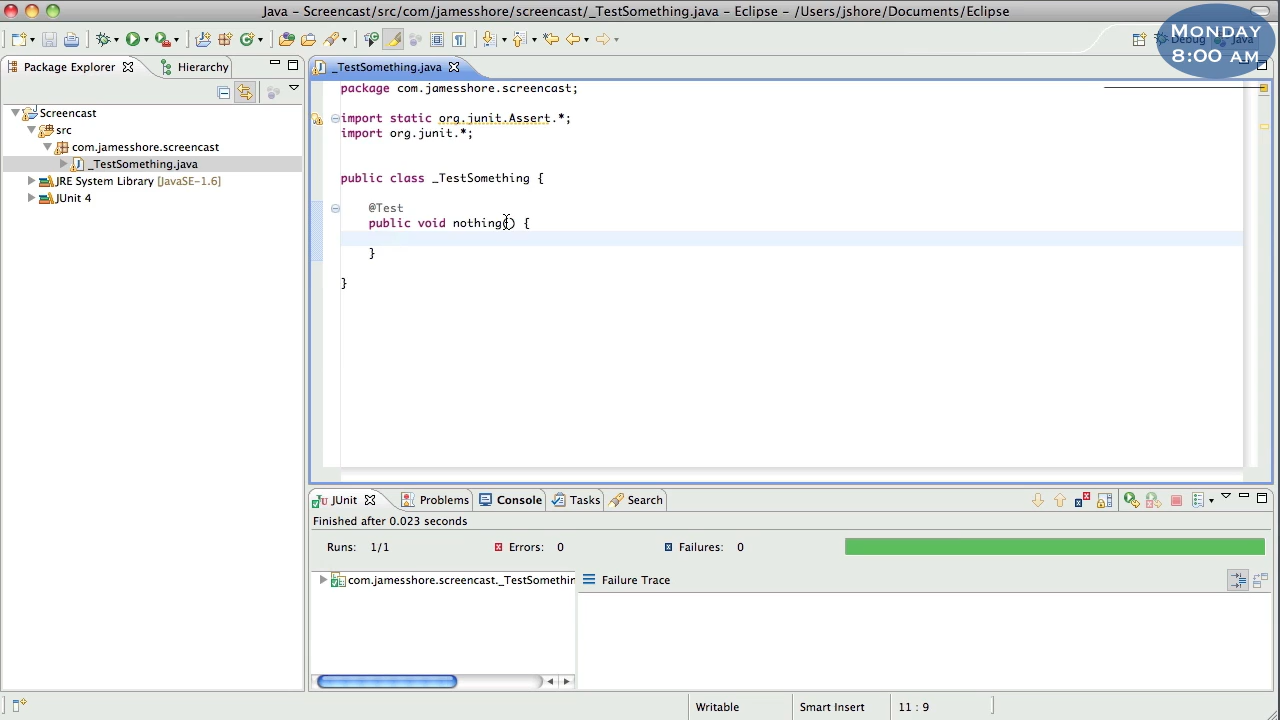 Java - Screencast/src/com/jamesshore/screencast/_TestSomething.java - Eclipse - /Users/jshore/Documents/Eclipse
Monday
8:00 am
Debug
Java
Package Explorer
Hierarchy
_TestSomething.java
Screencast
src
com.jamesshore.screencast
_TestSomething.java
JRE System Library [JavaSE-1.6]
JUnit 4
package com.jamesshore.screencast;
import static org.junit.Assert.*;
import org.junit.*;
public class _TestSomething {
@Test
public void nothing() {
}
}
JUnit
Problems
Console
Tasks
Search
Finished after 0.023 seconds
Runs: 1/1
Errors: 0
Failures: 0
com.jamesshore.screencast._TestSomethin
Failure Trace
Writable
Smart Insert
11 : 9